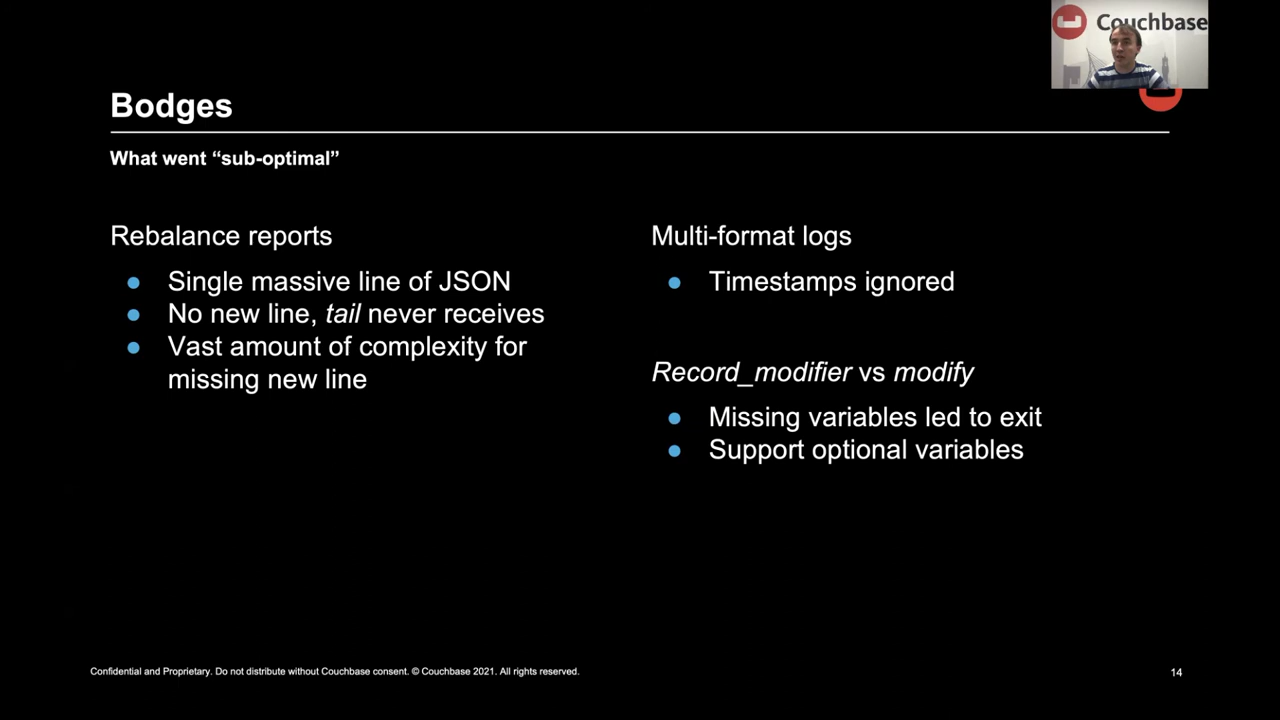 Couchbase
Bodges
What went “sub-optimal”
Rebalance reports
● Single massive line of JSON
● No new line, tail never receives
● Vast amount of complexity for
missing new line
Multi-format logs
● Timestamps ignored
Record_modifier vs modify
● Missing variables led to exit
● Support optional variables
Confidential and Proprietary. Do not distribute without Couchbase consent. © Couchbase 2021. All rights reserved.
14